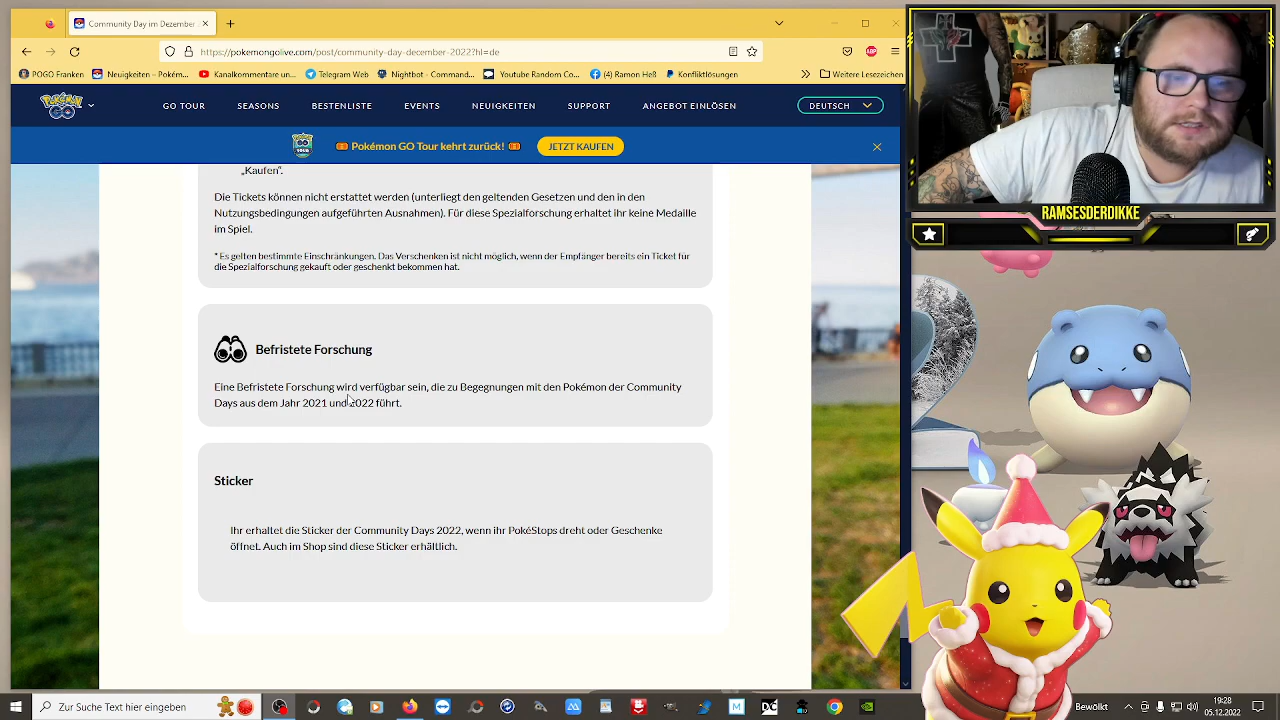 Community Day im Dezember
https://pokemongolive.com/post/community-day-december-2022?hl=de
POGO Franken
Neuigkeiten – Pokém...
Kanalkommentare un...
Telegram Web
Nightbot - Command...
Youtube Random Co...
(4) Ramon Heß
Konfliktlösungen
Weitere Lesezeichen
POKÉMON GO
GO TOUR
SEASONS
BESTENLISTE
EVENTS
NEUIGKEITEN
SUPPORT
ANGEBOT EINLÖSEN
DEUTSCH
Pokémon GO Tour kehrt zurück!
JETZT KAUFEN
„Kaufen“.
Die Tickets können nicht erstattet werden (unterliegt den geltenden Gesetzen und den in den
Nutzungsbedingungen aufgeführten Ausnahmen). Für diese Spezialforschung erhaltet ihr keine Medaille
im Spiel.
* Es gelten bestimmte Einschränkungen. Das Verschenken ist nicht möglich, wenn der Empfänger bereits ein Ticket für
die Spezialforschung gekauft oder geschenkt bekommen hat.
Befristete Forschung
Eine Befristete Forschung wird verfügbar sein, die zu Begegnungen mit den Pokémon der Community
Days aus dem Jahr 2021 und 2022 führt.
Sticker
Ihr erhaltet die Sticker der Community Days 2022, wenn ihr PokéStops dreht oder Geschenke
öffnet. Auch im Shop sind diese Sticker erhältlich.
RAMSESDERDIKKE
Zur Suche Text hier eingeben
Bewölkt
19:28
05.12.2022